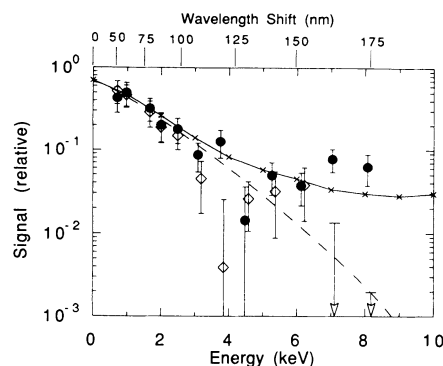 Wavelength Shift (nm)
0 50 75 100 125 150 175
Signal (relative)
10^0
10^-1
10^-2
10^-3
0 2 4 6 8 10
Energy (keV)